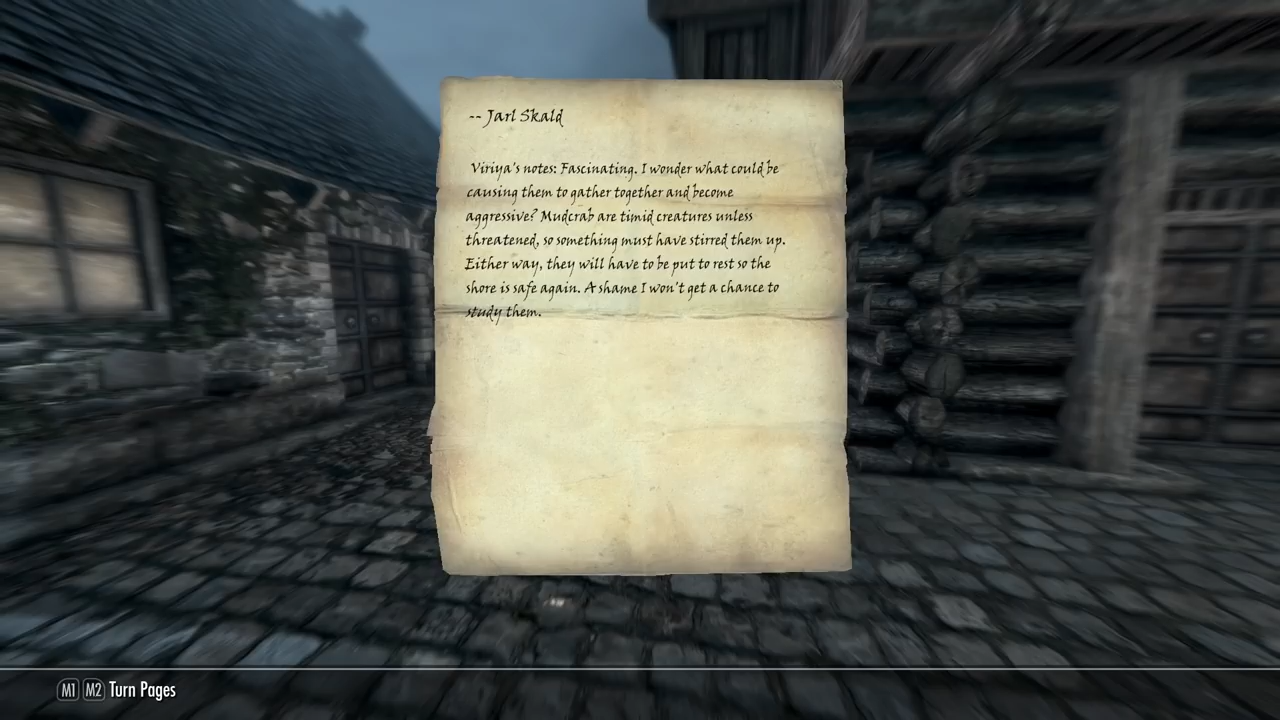 -- Jarl Skald
Viriya's notes: Fascinating. I wonder what could be
causing them to gather together and become
aggressive? Mudcrab are timid creatures unless
threatened, so something must have stirred them up.
Either way, they will have to be put to rest so the
shore is safe again. A shame I won't get a chance to
study them.
M1 M2 Turn Pages